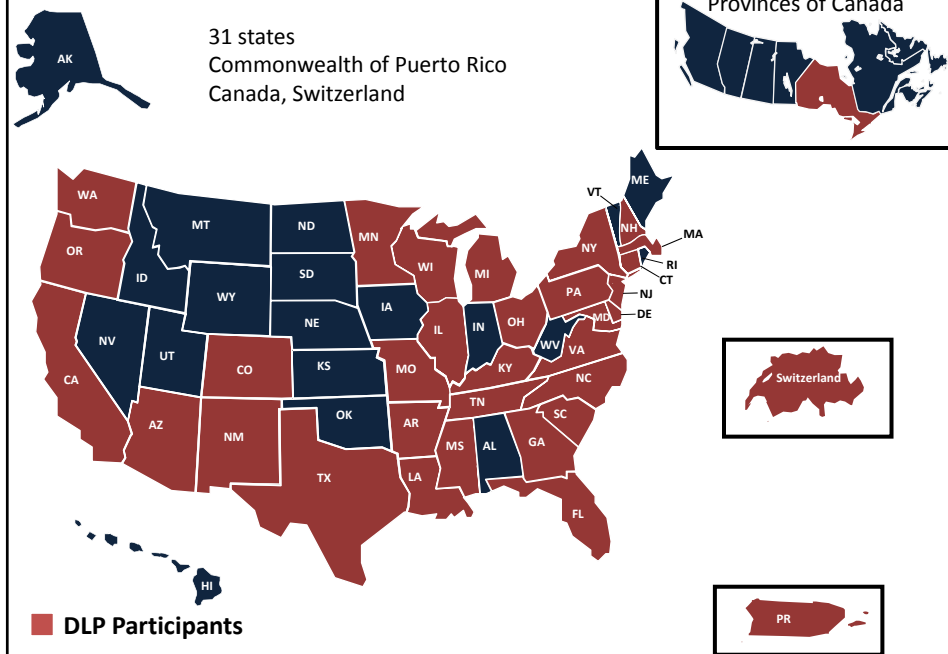 Provinces of Canada
AK
31 states
Commonwealth of Puerto Rico
Canada, Switzerland
WA
MT
ND
MN
VT
ME
NH
MA
OR
ID
SD
WI
MI
NY
RI
CT
WY
IA
PA
NJ
NE
IL
IN
OH
MD
DE
WV
VA
NV
UT
CO
KS
MO
KY
CA
NC
TN
Switzerland
AZ
NM
OK
AR
SC
MS
AL
GA
TX
LA
FL
HI
PR
DLP Participants